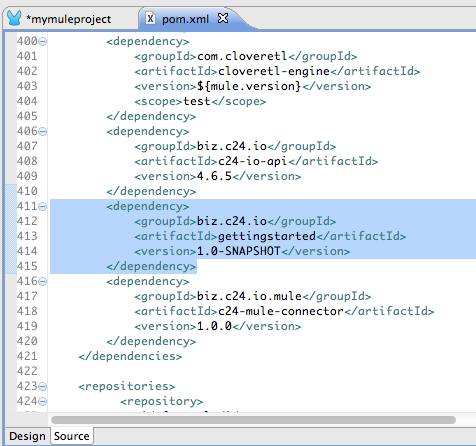 *mymuleproject pom.xml
400 <dependency>
401 <groupId>com.cloveretl</groupId>
402 <artifactId>cloveretl-engine</artifactId>
403 <version>${mule.version}</version>
404 <scope>test</scope>
405 </dependency>
406 <dependency>
407 <groupId>biz.c24.io</groupId>
408 <artifactId>c24-io-api</artifactId>
409 <version>4.6.5</version>
410 </dependency>
411 <dependency>
412 <groupId>biz.c24.io</groupId>
413 <artifactId>gettingstarted</artifactId>
414 <version>1.0-SNAPSHOT</version>
415 </dependency>
416 <dependency>
417 <groupId>biz.c24.io.mule</groupId>
418 <artifactId>c24-mule-connector</artifactId>
419 <version>1.0.0</version>
420 </dependency>
421 </dependencies>
422
423 <repositories>
424 <repository>
Design Source